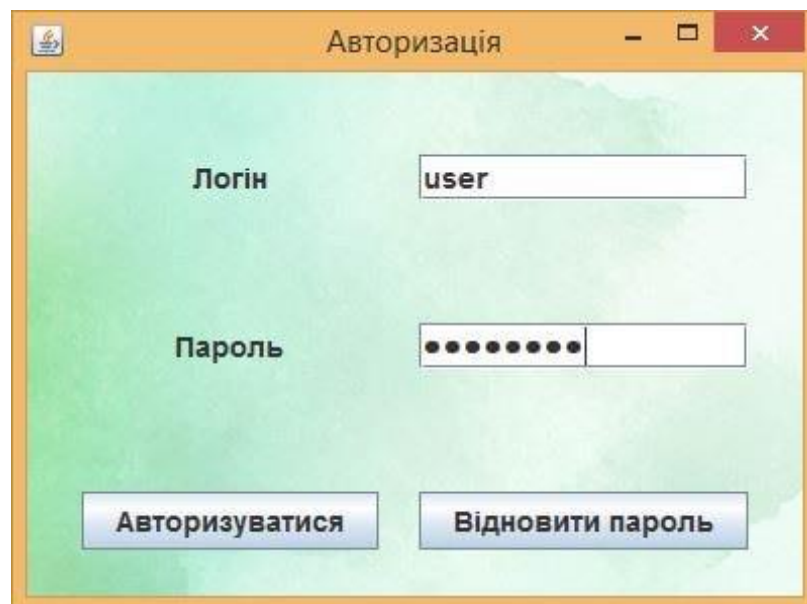 Авторизація
Логін
user
Пароль
••••••••
Авторизуватися
Відновити пароль